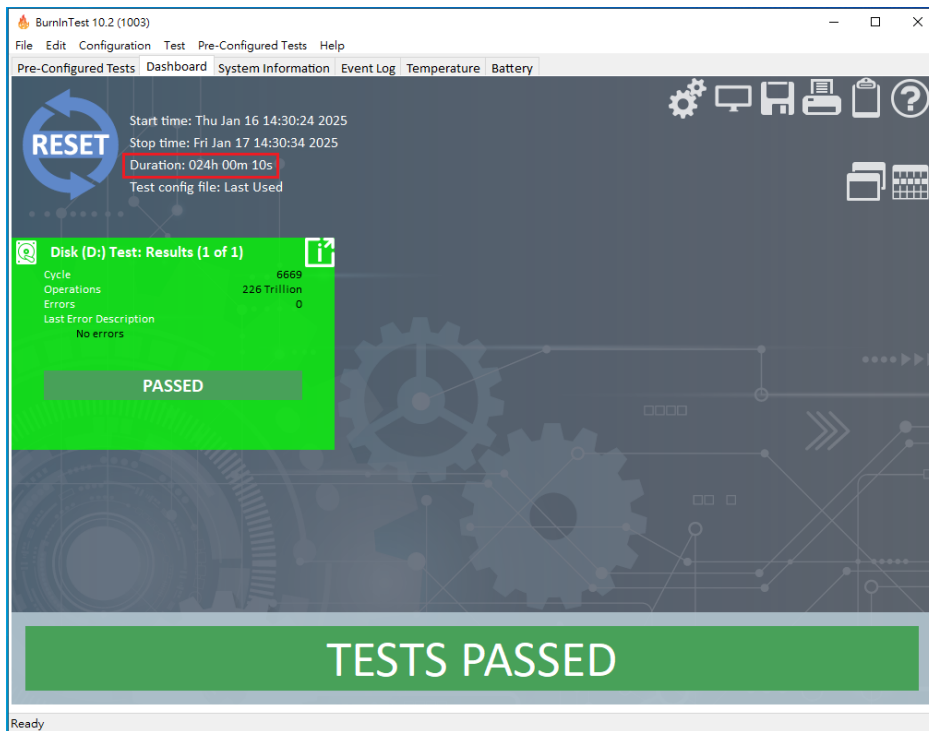 BurnInTest 10.2 (1003)
File Edit Configuration Test Pre-Configured Tests Help
Pre-Configured Tests Dashboard System Information Event Log Temperature Battery
RESET
Start time: Thu Jan 16 14:30:24 2025
Stop time: Fri Jan 17 14:30:34 2025
Duration: 024h 00m 10s
Test config file: Last Used
Disk (D:) Test: Results (1 of 1)
Cycle 6669
Operations 226 Trillion
Errors 0
Last Error Description
No errors
PASSED
TESTS PASSED
Ready